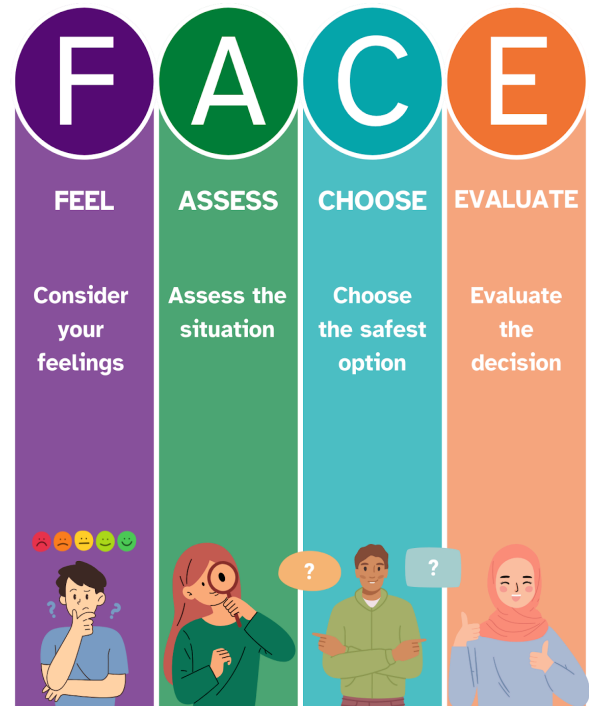 F
A
C
E
FEEL
ASSESS
CHOOSE
EVALUATE
Consider
your
feelings
Assess the
situation
Choose
the safest
option
Evaluate
the
decision
?
?
?
?